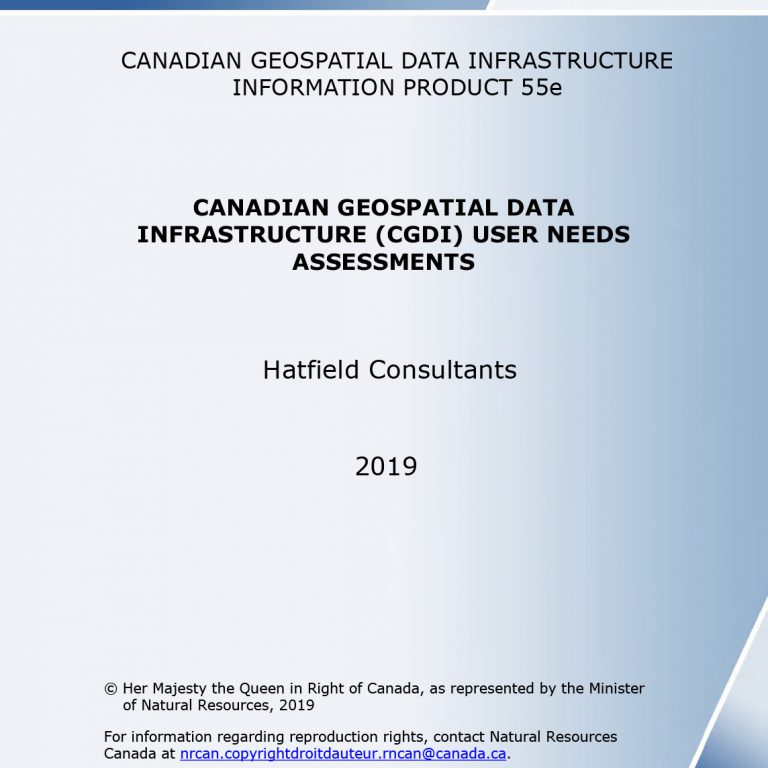 CANADIAN GEOSPATIAL DATA INFRASTRUCTURE
INFORMATION PRODUCT 55e
CANADIAN GEOSPATIAL DATA
INFRASTRUCTURE (CGDI) USER NEEDS
ASSESSMENTS
Hatfield Consultants
2019
© Her Majesty the Queen in Right of Canada, as represented by the Minister
of Natural Resources, 2019
For information regarding reproduction rights, contact Natural Resources
Canada at nrcan.copyrightdroitdauteur.rncan@canada.ca.